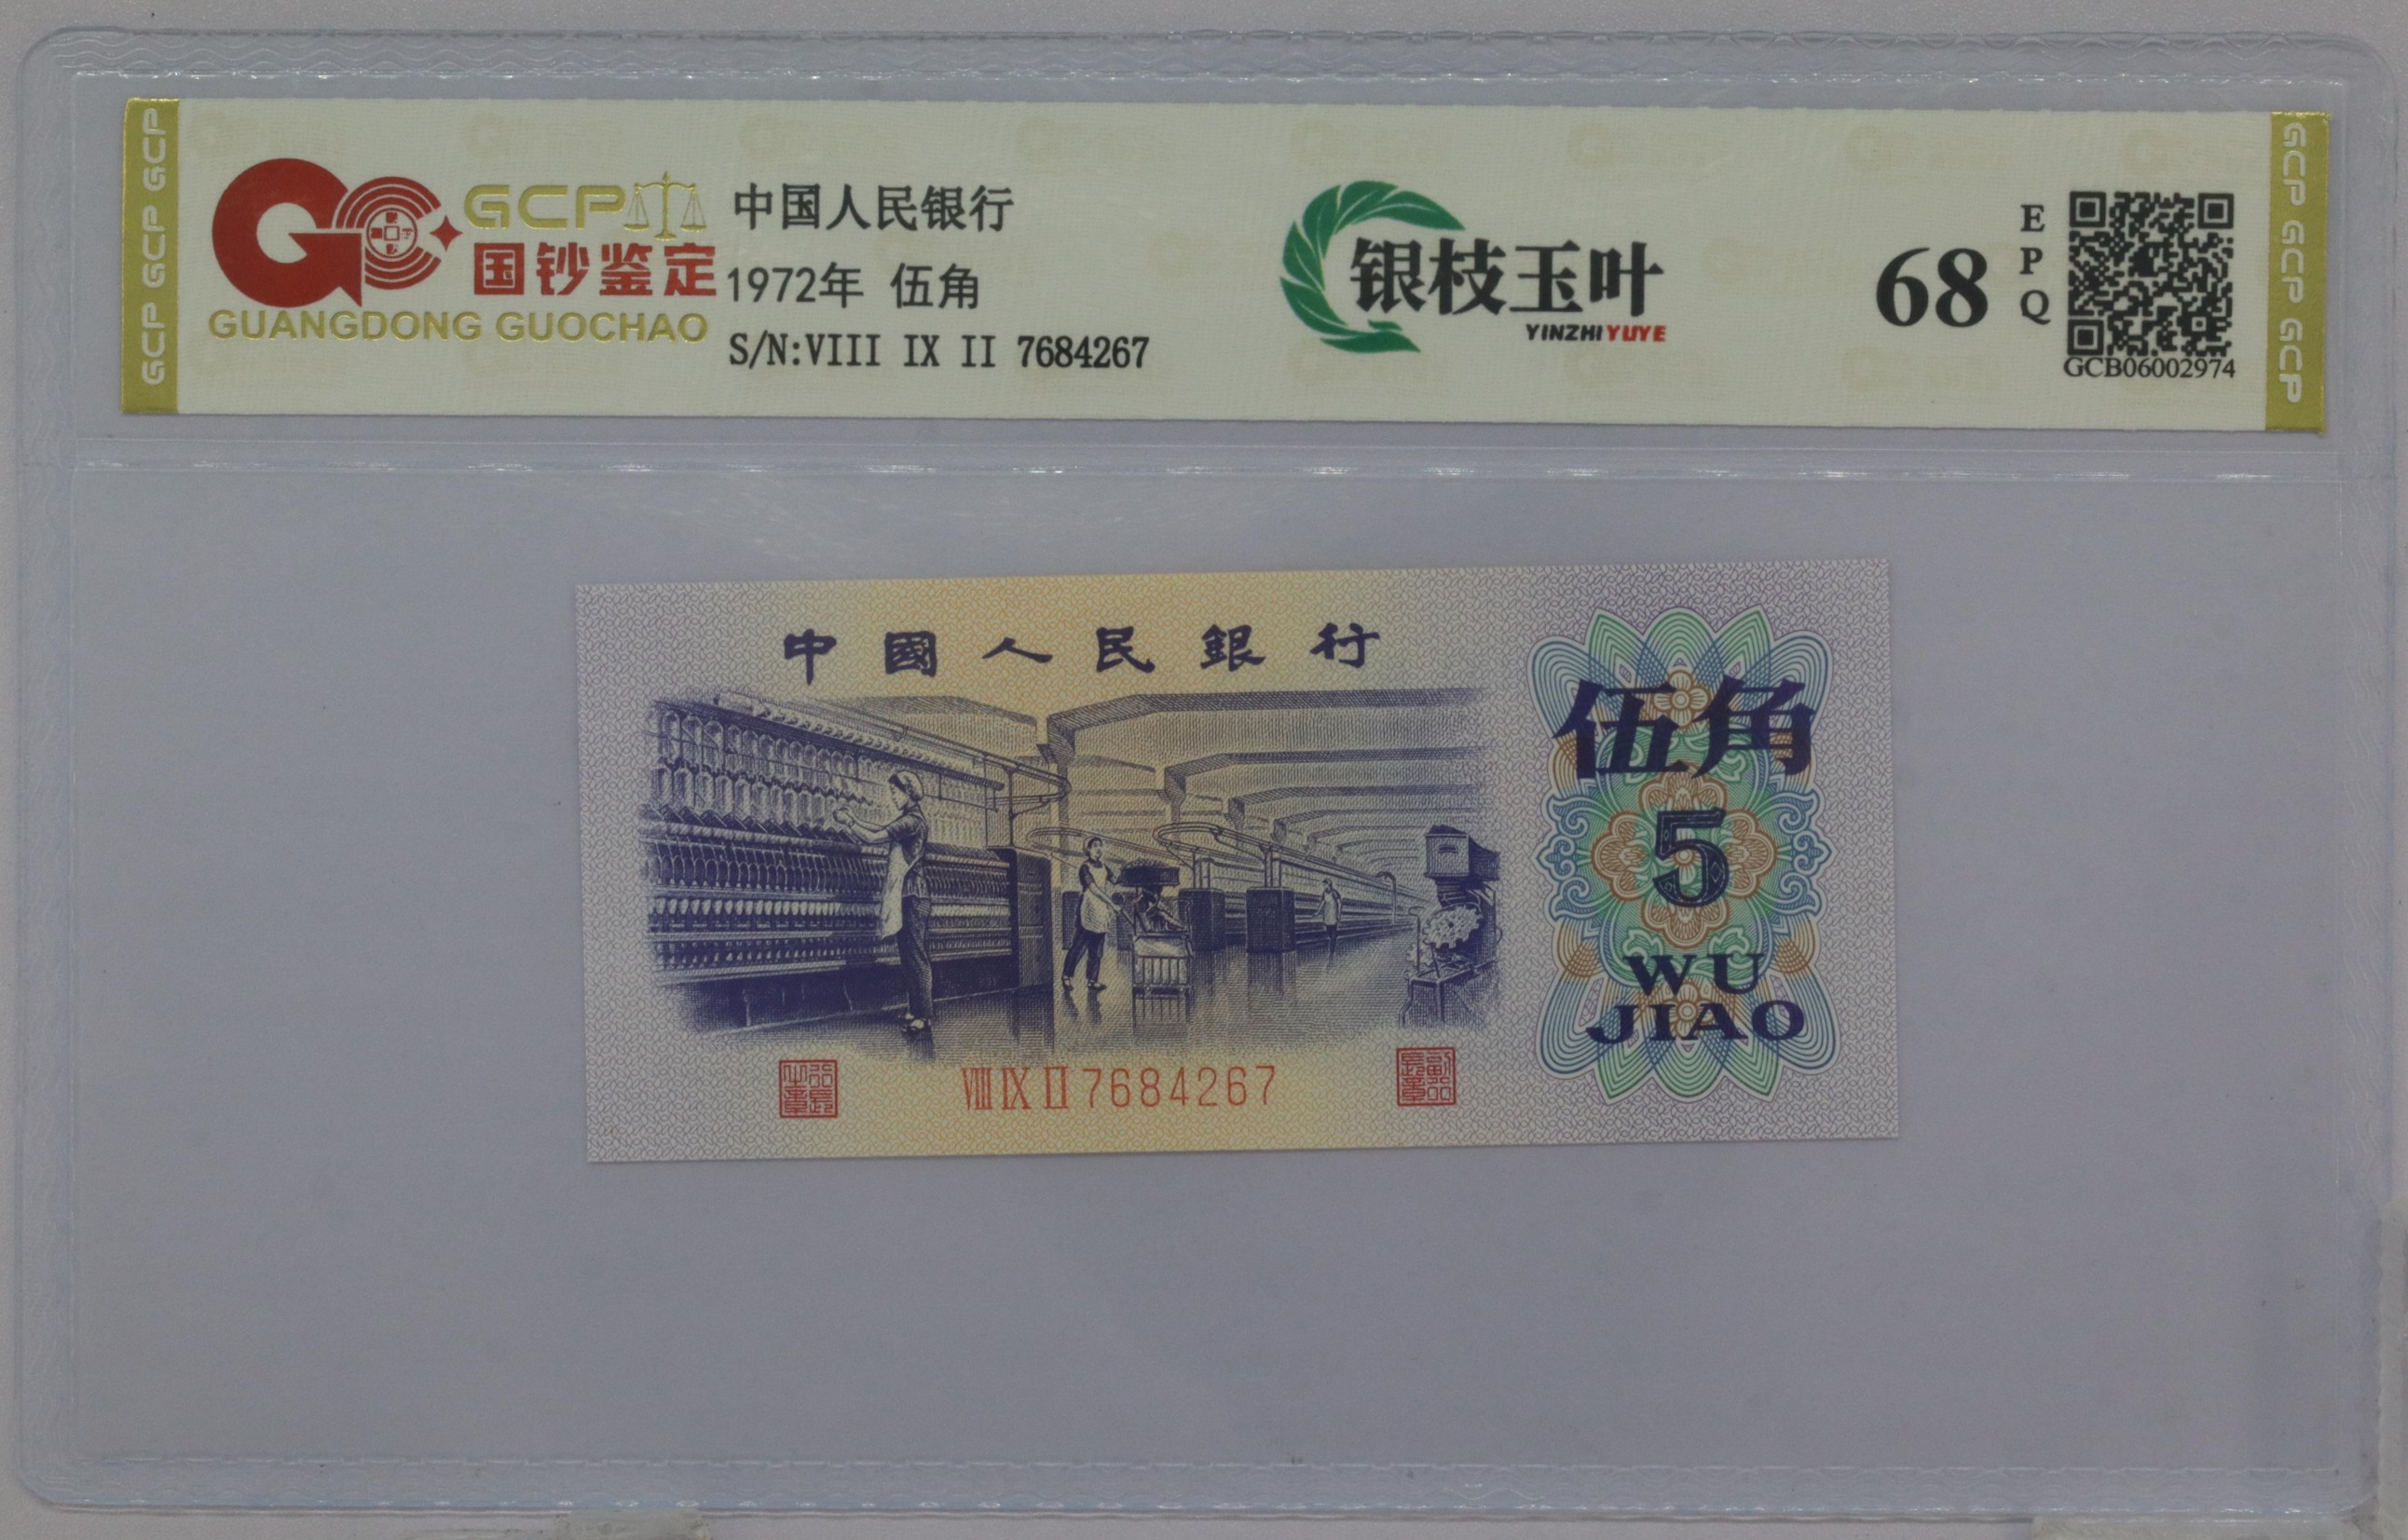 GCP GCP GCP
GCP
国钞鉴定
GUANGDONG GUOCHAO
中国人民银行
1972年 伍角
S/N:VIII IX II 7684267
银枝玉叶
YINZHIYUYE
68
EPQ
GCB06002974
GCP GCP GCP
中國人民銀行
伍角
5
WU
JIAO
VIII IX II 7684267